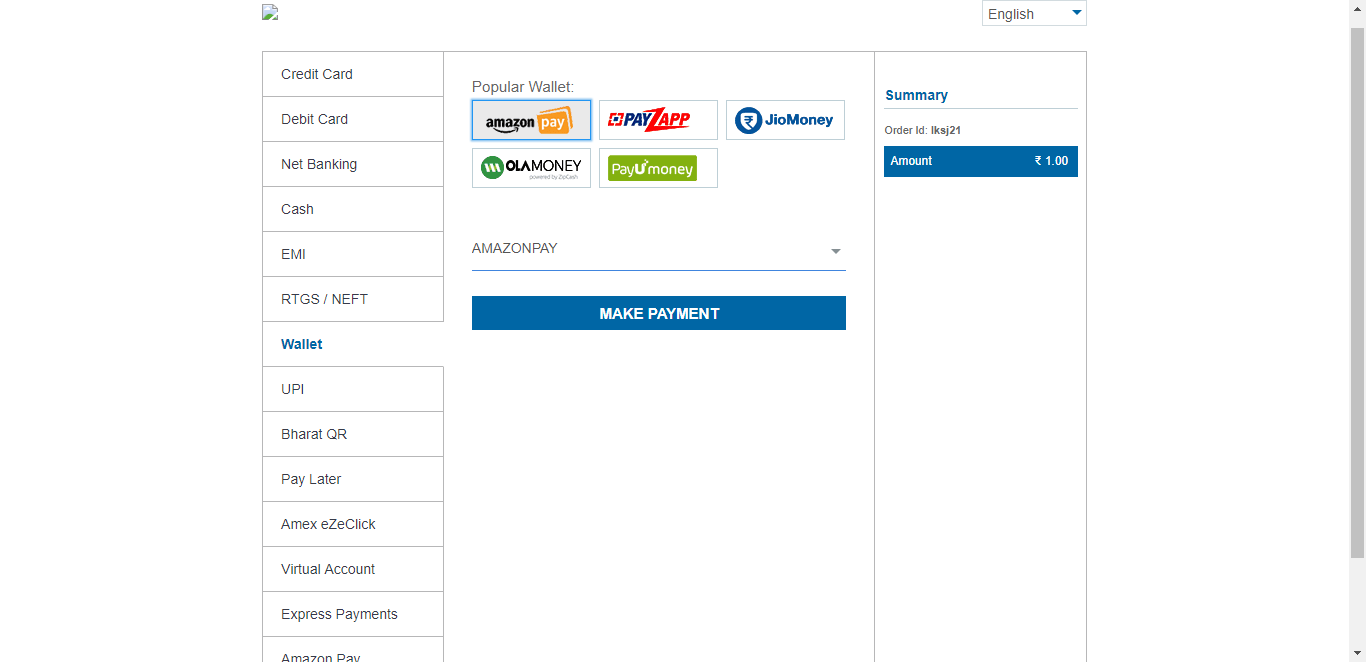 English
Credit Card
Debit Card
Net Banking
Cash
EMI
RTGS / NEFT
Wallet
UPI
Bharat QR
Pay Later
Amex eZeClick
Virtual Account
Express Payments
Amazon Pay
Popular Wallet:
amazon pay
PAYZAPP
JioMoney
OLAMONEY
powered by ZipCash
PayUmoney
AMAZONPAY
MAKE PAYMENT
Summary
Order Id: lksj21
Amount ₹ 1.00